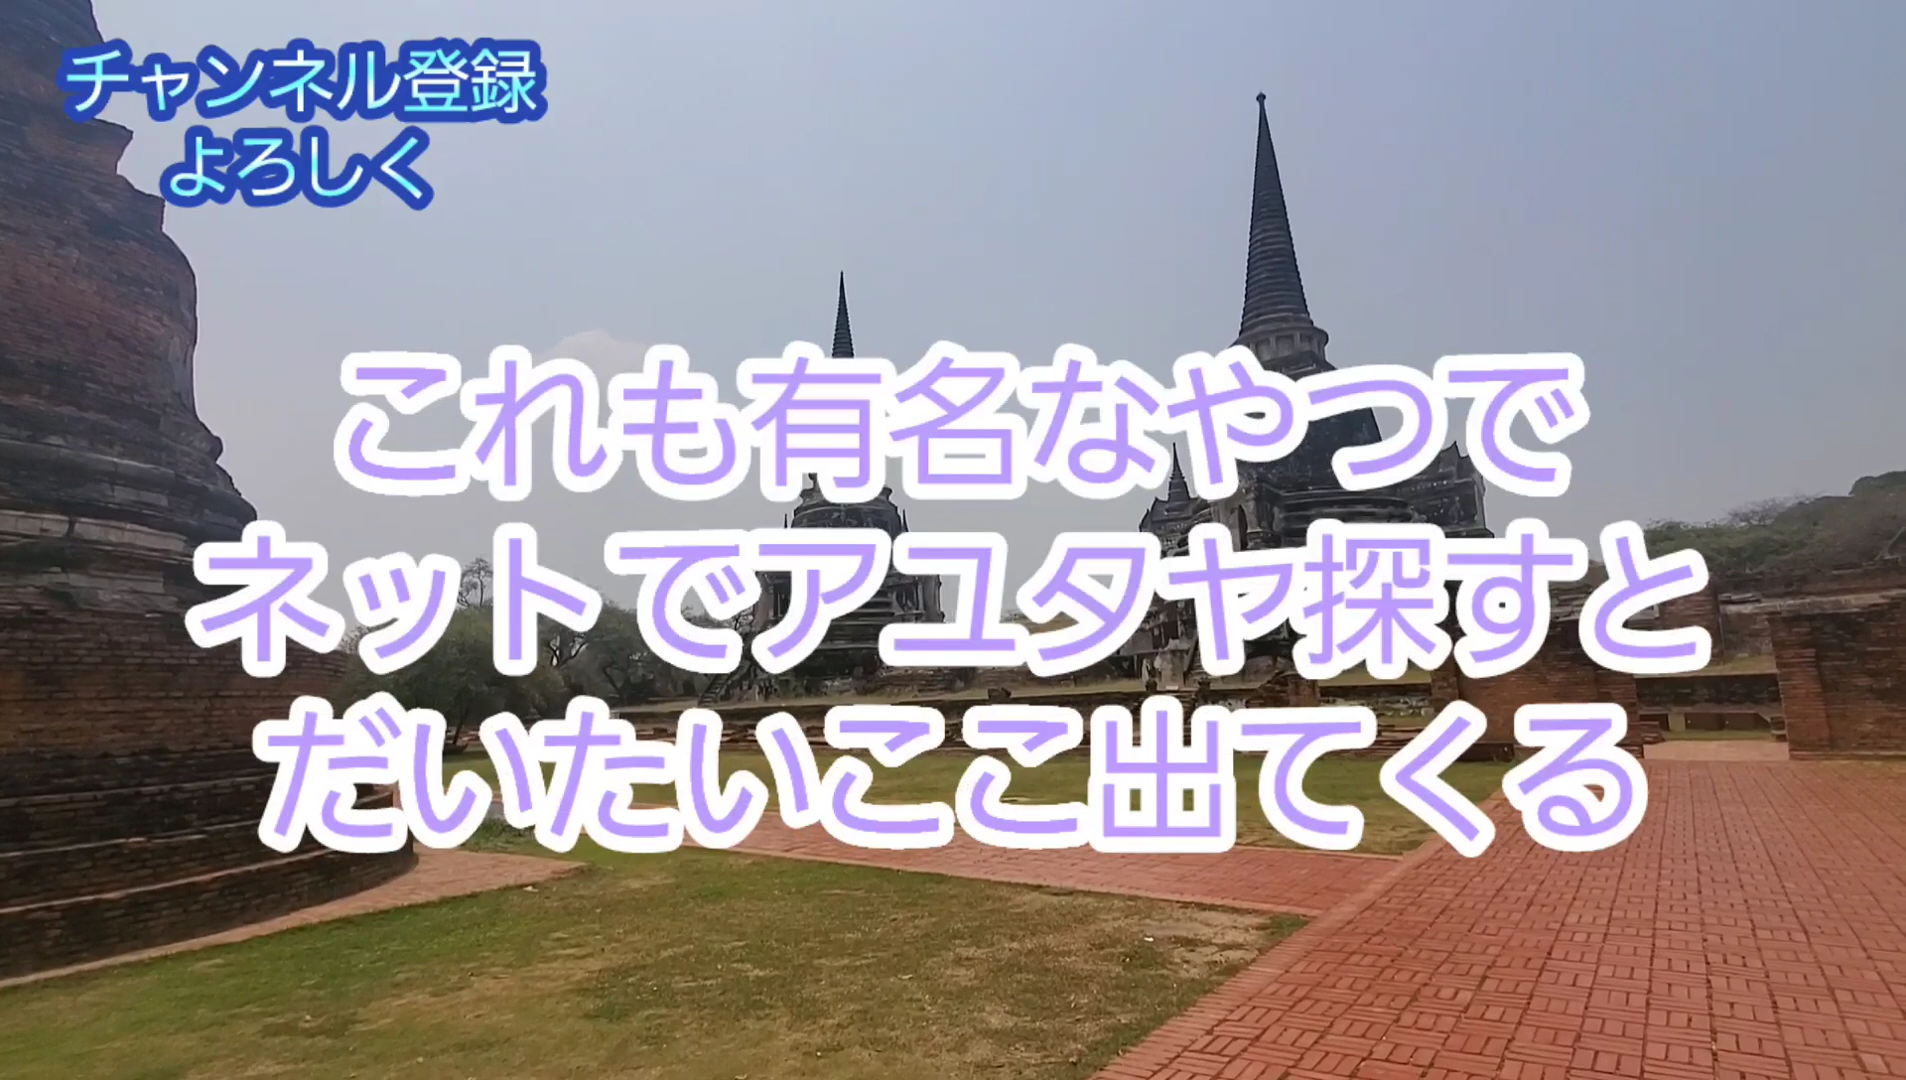 チャンネル登録
よろしく
これも有名なやつで
ネットでアユタヤ探すと
だいたいここ出てくる